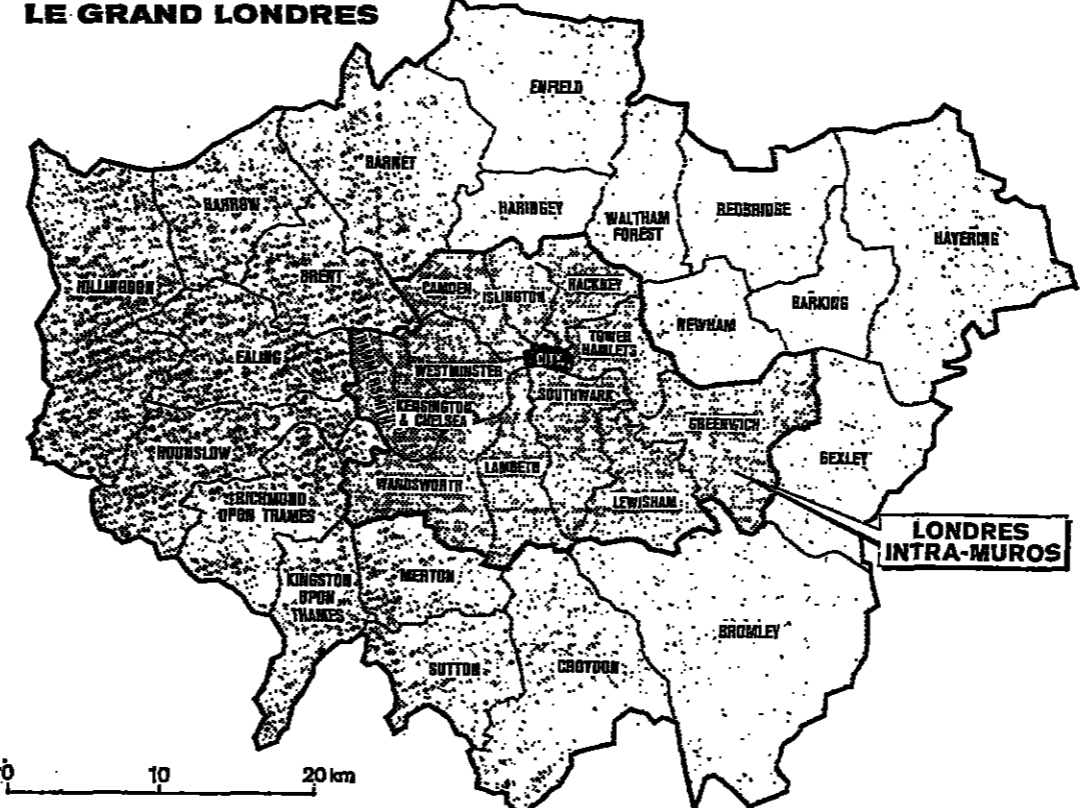 LE GRAND LONDRES
ENFIELD
BARNET
HARROW
HARINGEY
WALTHAM
FOREST
REDBRIDGE
HAVERING
HILLINGDON
BRENT
CAMDEN
ISLINGTON
HACKNEY
BARKING
NEWHAM
EALING
TOWER
HAMLETS
WESTMINSTER
SOUTHWARK
KENSINGTON
& CHELSEA
GREENWICH
HOUNSLOW
BEXLEY
LAMBETH
WANDSWORTH
LEWISHAM
RICHMOND
UPON THAMES
LONDRES
INTRA-MUROS
KINGSTON
UPON
THAMES
MERTON
BROMLEY
SUTTON
CROYDON
0 10 20 km